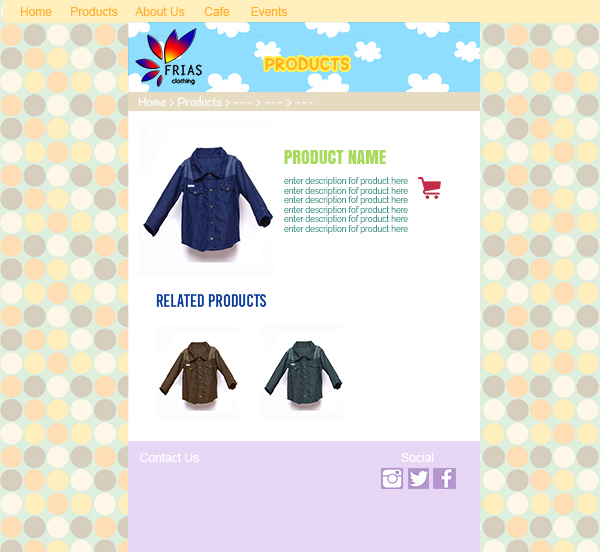 Home Products About Us Cafe Events
FRIAS
clothing
PRODUCTS
Home > Products > --- > --- > ---
PRODUCT NAME
enter description fof product here
enter description fof product here
enter description fof product here
enter description fof product here
enter description fof product here
enter description fof product here
RELATED PRODUCTS
Contact Us Social